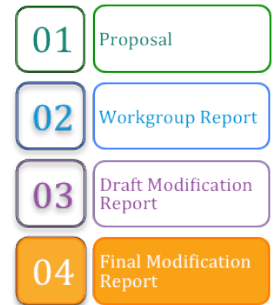 01
Proposal
02
Workgroup Report
03
Draft Modification
Report
04
Final Modification
Report